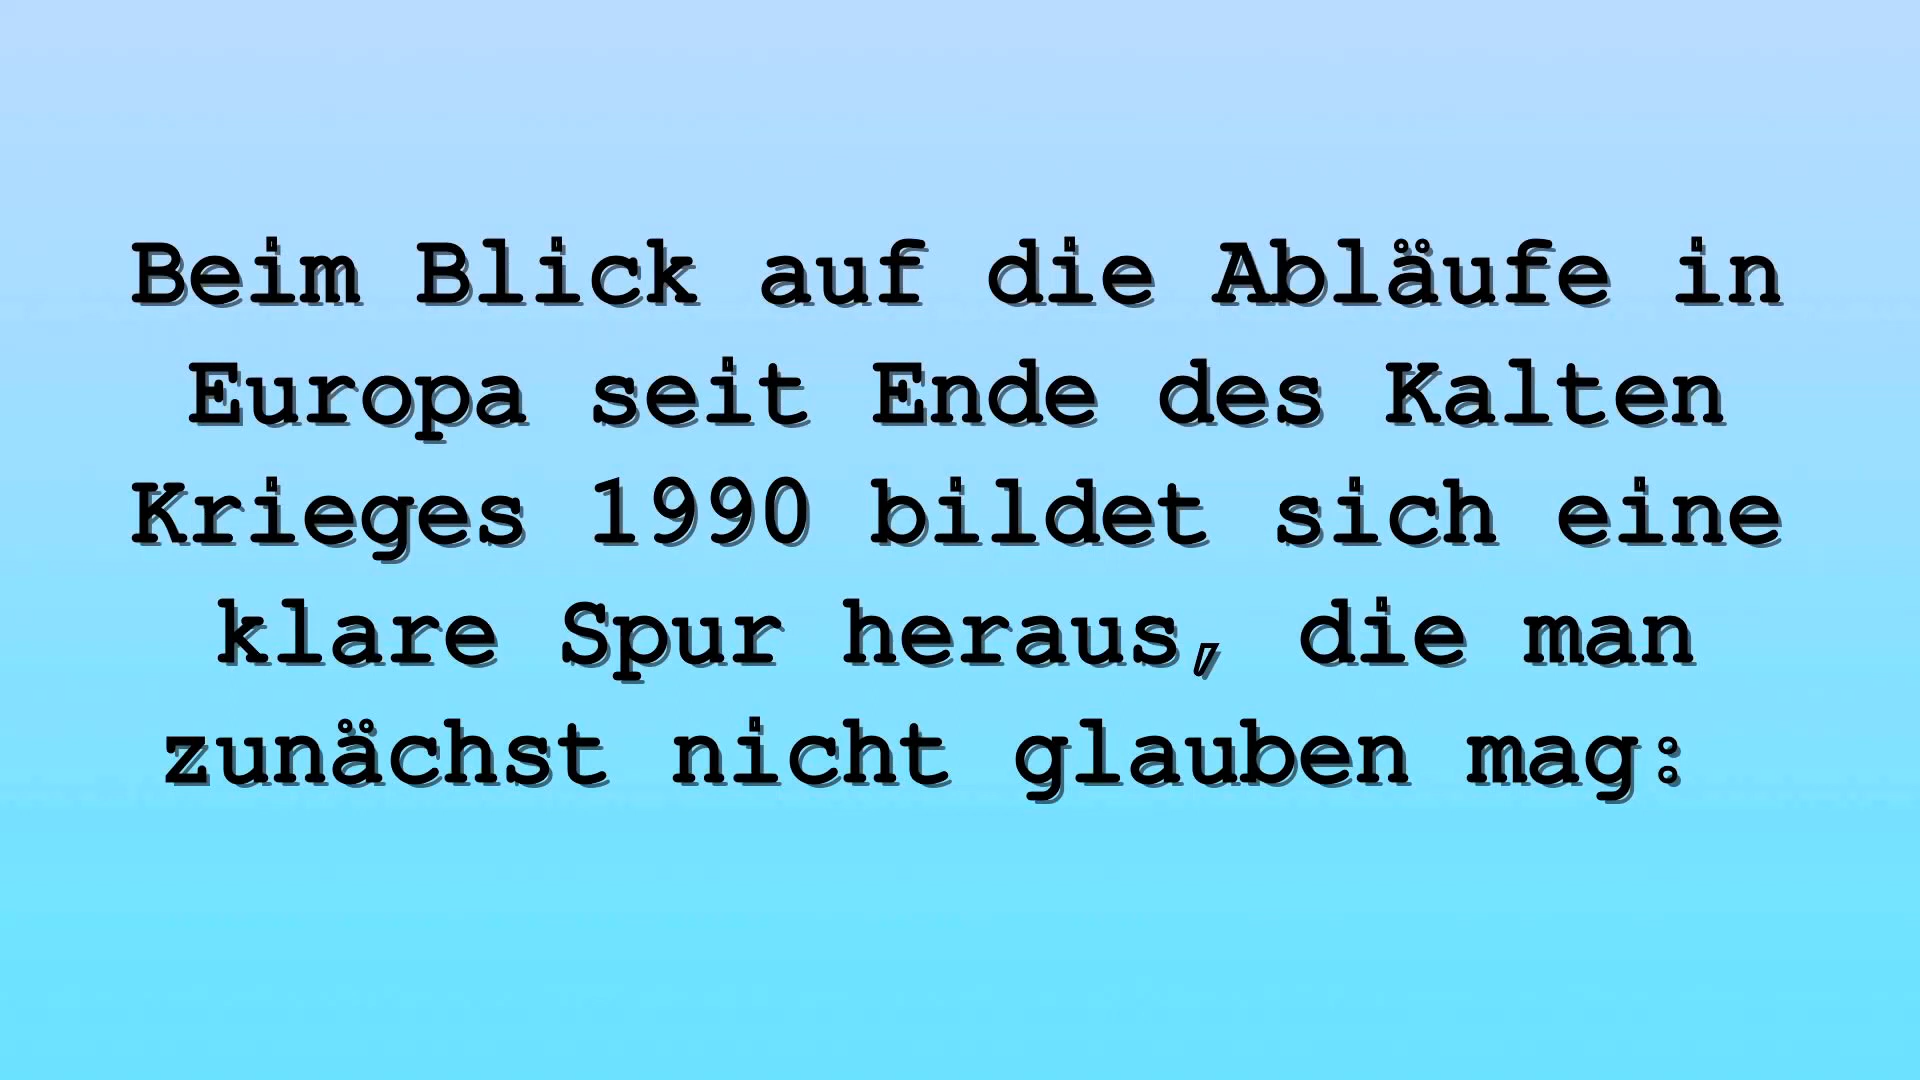 Beim Blick auf die Abläufe in
Europa seit Ende des Kalten
Krieges 1990 bildet sich eine
klare Spur heraus, die man
zunächst nicht glauben mag: